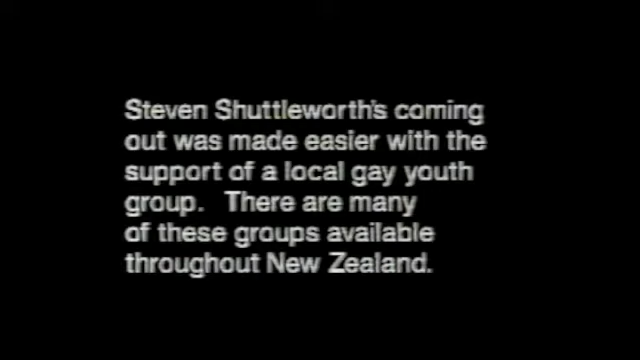 Steven Shuttleworth's coming
out was made easier with the
support of a local gay youth
group. There are many
of these groups available
throughout New Zealand.